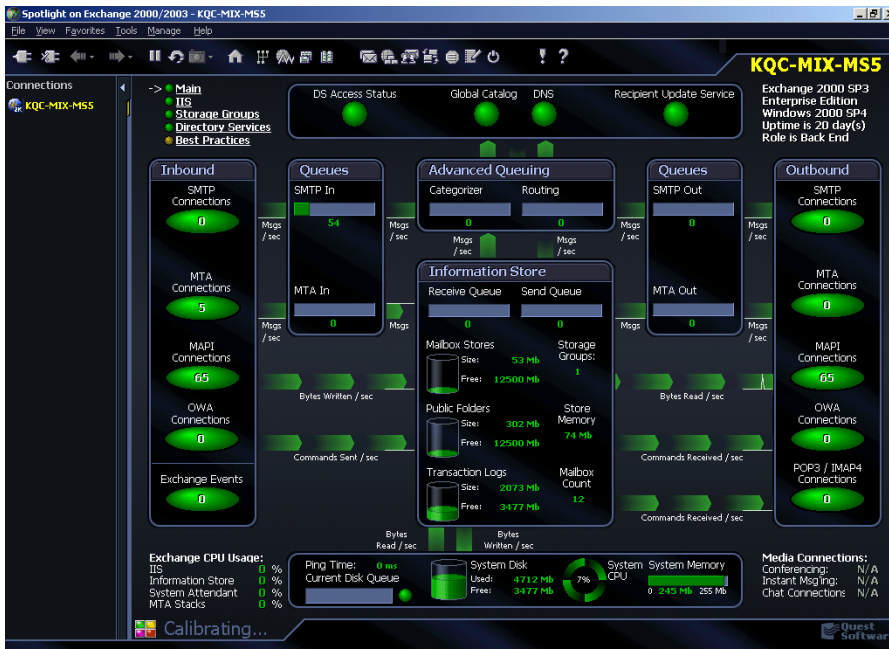 Spotlight on Exchange 2000/2003 - KQC-MIX-MS5
File View Favorites Tools Manage Help
KQC-MIX-MS5
Connections
KQC-MIX-MS5
-> Main
IIS
Storage Groups
Directory Services
Best Practices
DS Access Status
Global Catalog
DNS
Recipient Update Service
Exchange 2000 SP3
Enterprise Edition
Windows 2000 SP4
Uptime is 20 day(s)
Role is Back End
Inbound
SMTP
Connections
0
MTA
Connections
5
MAPI
Connections
65
OWA
Connections
0
Exchange Events
0
Msgs
/ sec
Msgs
/ sec
Queues
SMTP In
54
MTA In
0
Msgs
/ sec
Msgs
Bytes Written / sec
Commands Sent / sec
Advanced Queuing
Categorizer
Routing
0
0
Msgs
/ sec
Msgs
/ sec
Information Store
Receive Queue
Send Queue
0
0
Mailbox Stores
Size: 53 Mb
Free: 12500 Mb
Storage
Groups:
1
Public Folders
Size: 302 Mb
Free: 12500 Mb
Store
Memory
74 Mb
Transaction Logs
Size: 2073 Mb
Free: 3477 Mb
Mailbox
Count
12
Bytes
Read / sec
Bytes
Written / sec
Msgs
/ sec
Msgs
Queues
SMTP Out
0
MTA Out
0
Msgs
/ sec
Msgs
/ sec
Bytes Read / sec
Commands Received / sec
Commands Received / sec
Outbound
SMTP
Connections
0
MTA
Connections
0
MAPI
Connections
65
OWA
Connections
0
POP3 / IMAP4
Connections
0
Exchange CPU Usage:
IIS 0 %
Information Store 0 %
System Attendant 0 %
MTA Stacks 0 %
Ping Time: 0 ms
Current Disk Queue
System Disk
Used: 4712 Mb
Free: 3477 Mb
7%
System
CPU
System Memory
0 245 Mb 255 Mb
Media Connections:
Conferencing: N/A
Instant Msg'ing: N/A
Chat Connections N/A
Calibrating...
Quest
Softwar